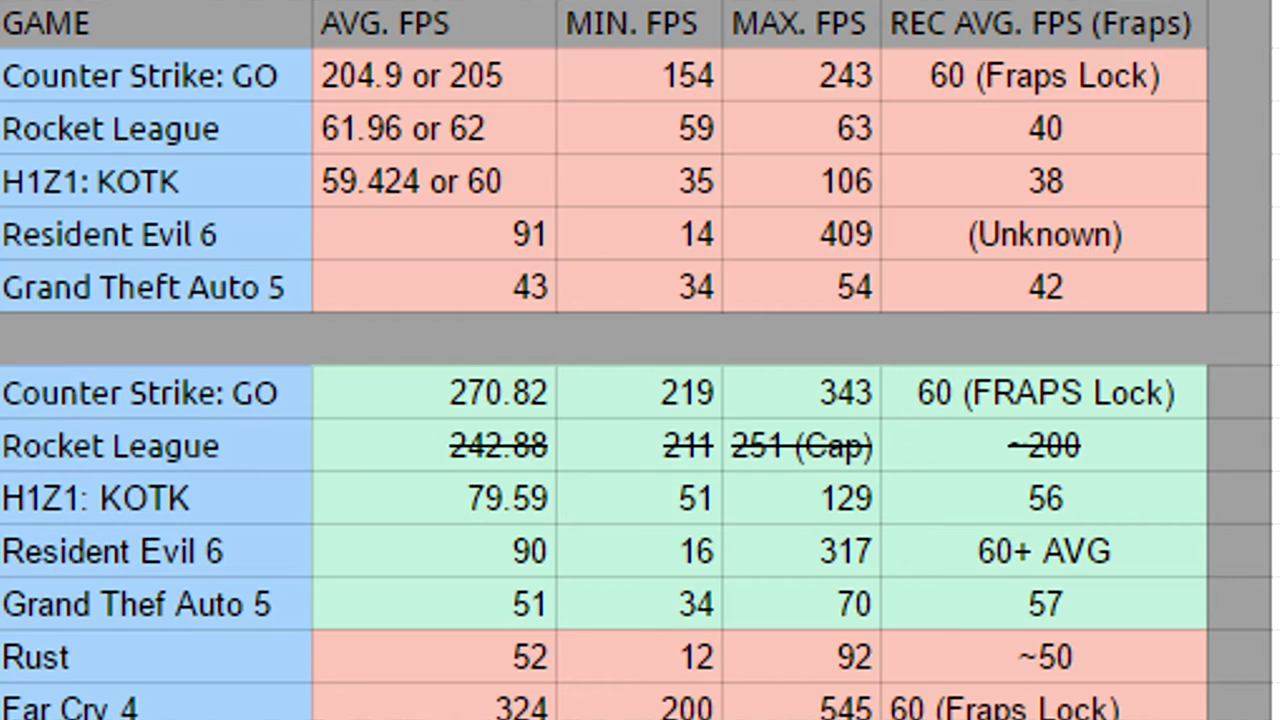 GAME AVG. FPS MIN. FPS MAX. FPS REC AVG. FPS (Fraps)
Counter Strike: GO 204.9 or 205 154 243 60 (Fraps Lock)
Rocket League 61.96 or 62 59 63 40
H1Z1: KOTK 59.424 or 60 35 106 38
Resident Evil 6 91 14 409 (Unknown)
Grand Theft Auto 5 43 34 54 42
Counter Strike: GO 270.82 219 343 60 (FRAPS Lock)
Rocket League 242.88 211 251 (Cap) ~200
H1Z1: KOTK 79.59 51 129 56
Resident Evil 6 90 16 317 60+ AVG
Grand Thef Auto 5 51 34 70 57
Rust 52 12 92 ~50
Far Cry 4 324 200 545 60 (Fraps Lock)